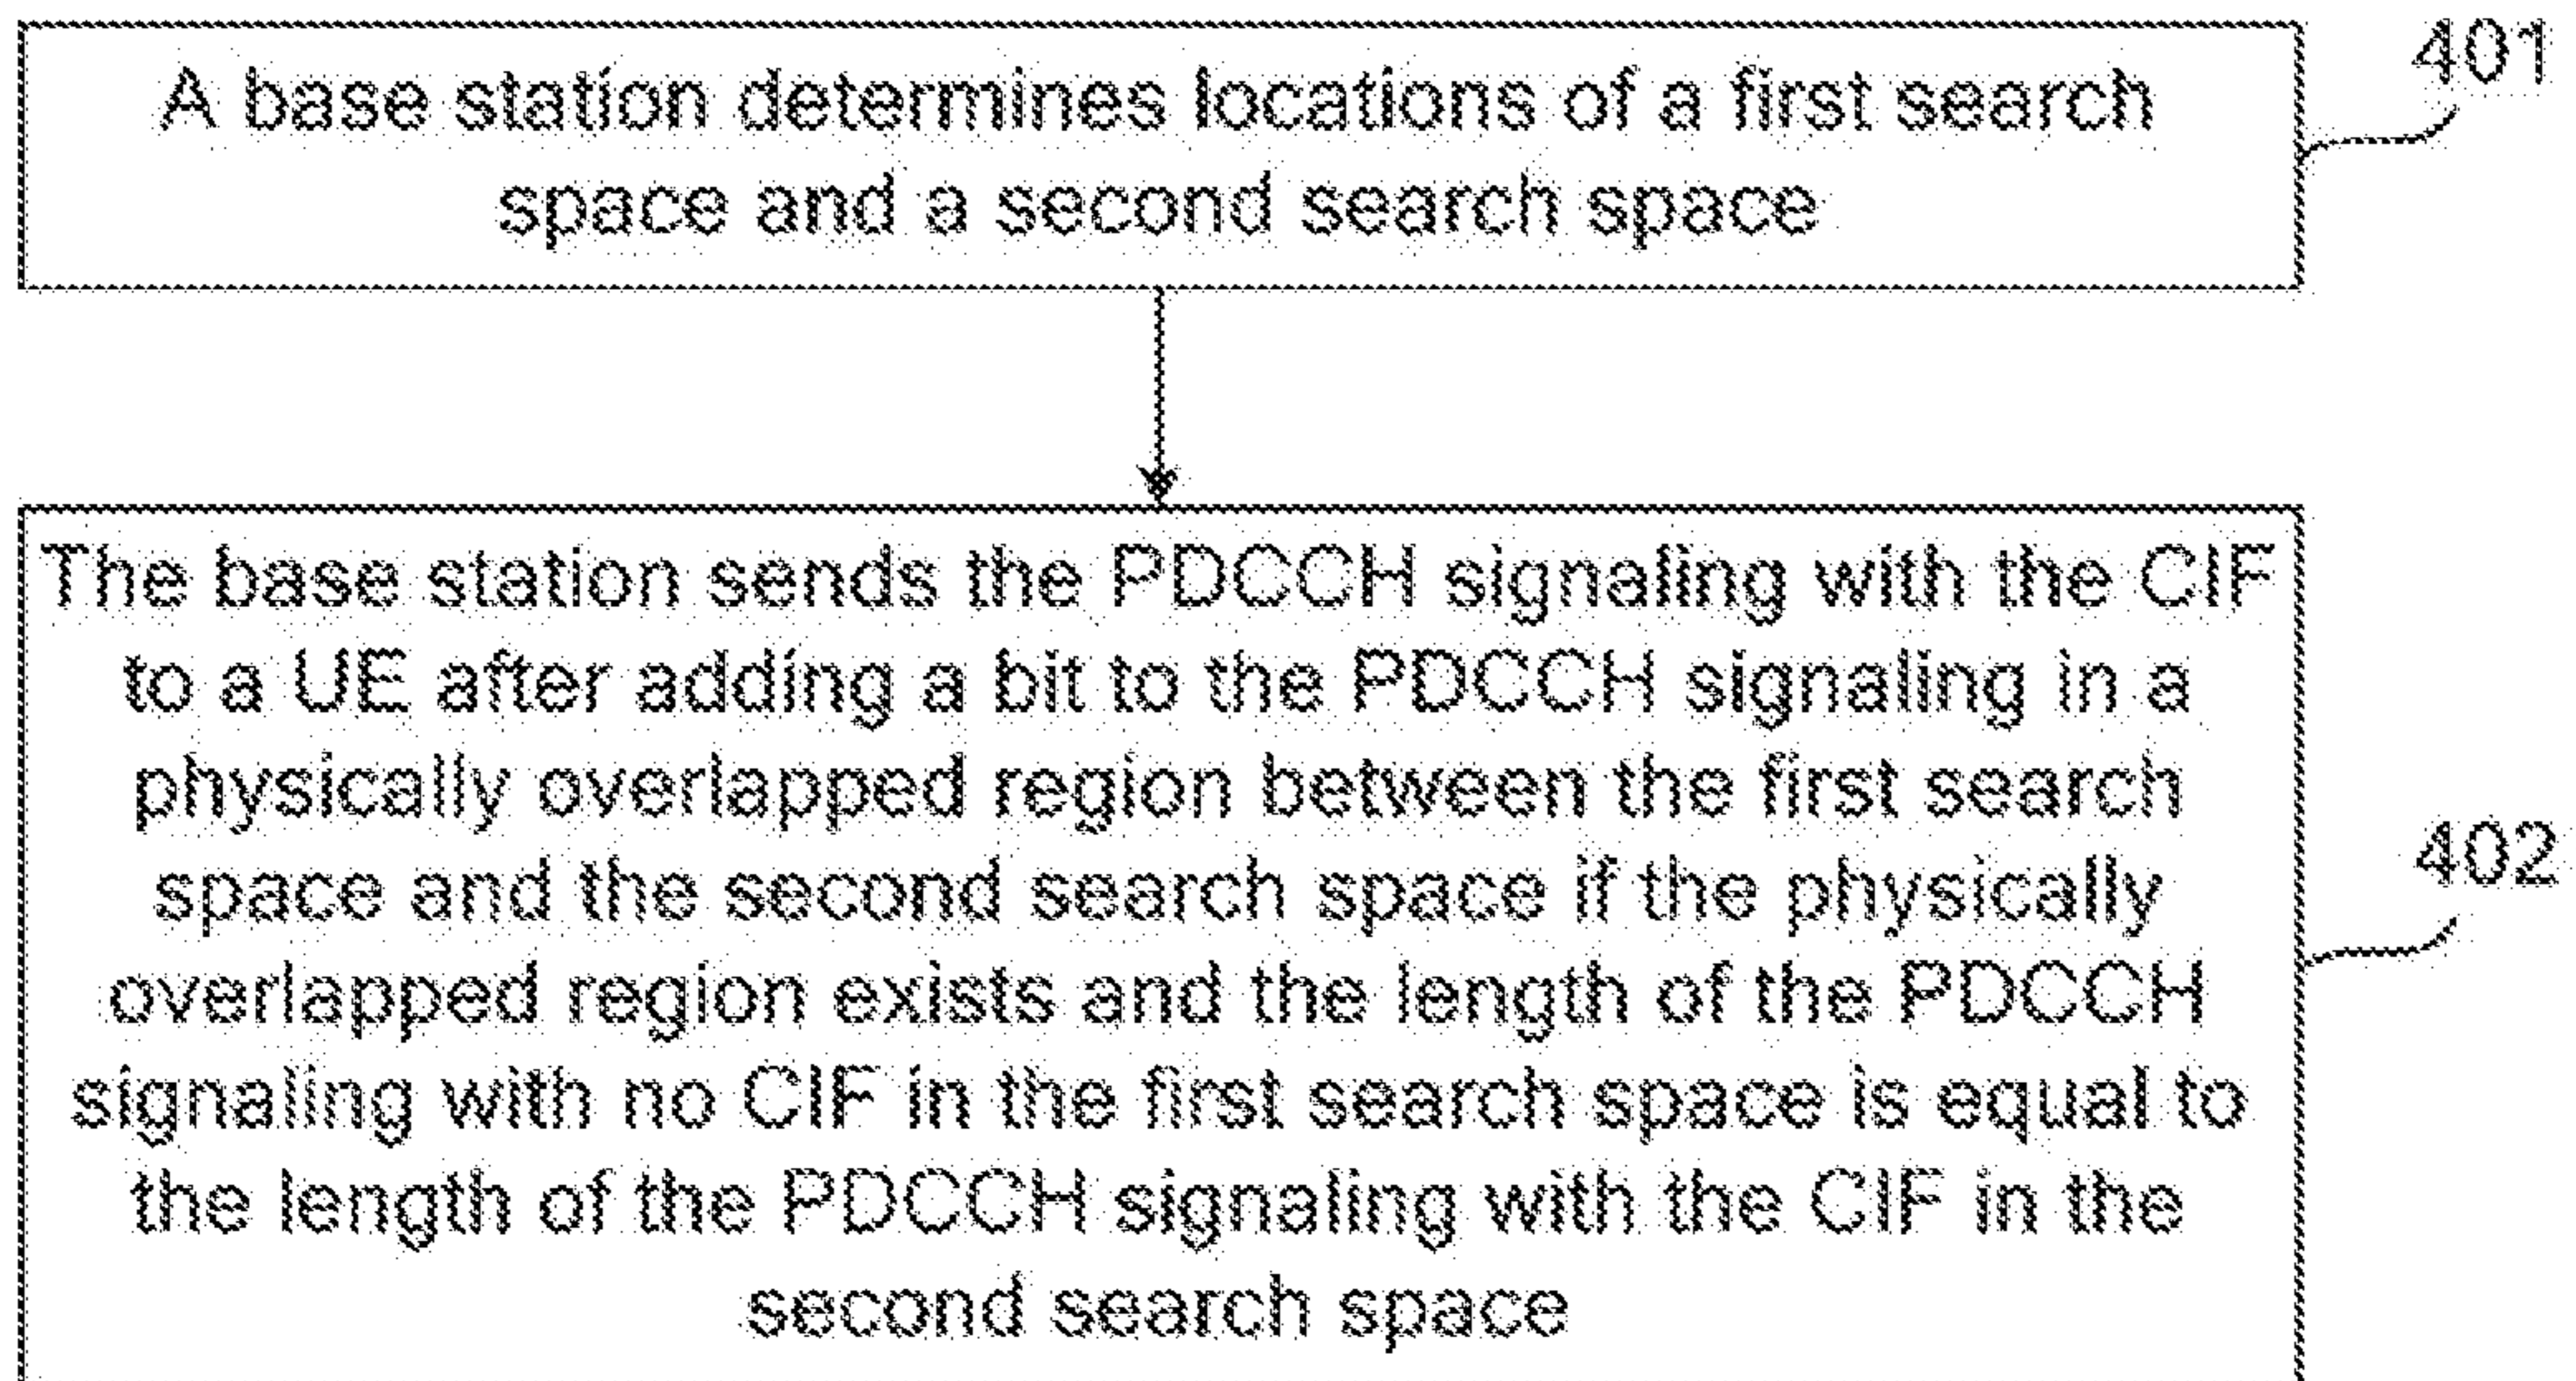 A base station determines locations of a first search
space and a second search space
401
The base station sends the PDCCH signaling with the CIF
to a UE after adding a bit to the PDCCH signaling in a
physically overlapped region between the first search
space and the second search space if the physically
overlapped region exists and the length of the PDCCH
signaling with no CIF in the first search space is equal to
the length of the PDCCH signaling with the CIF in the
second search space
402